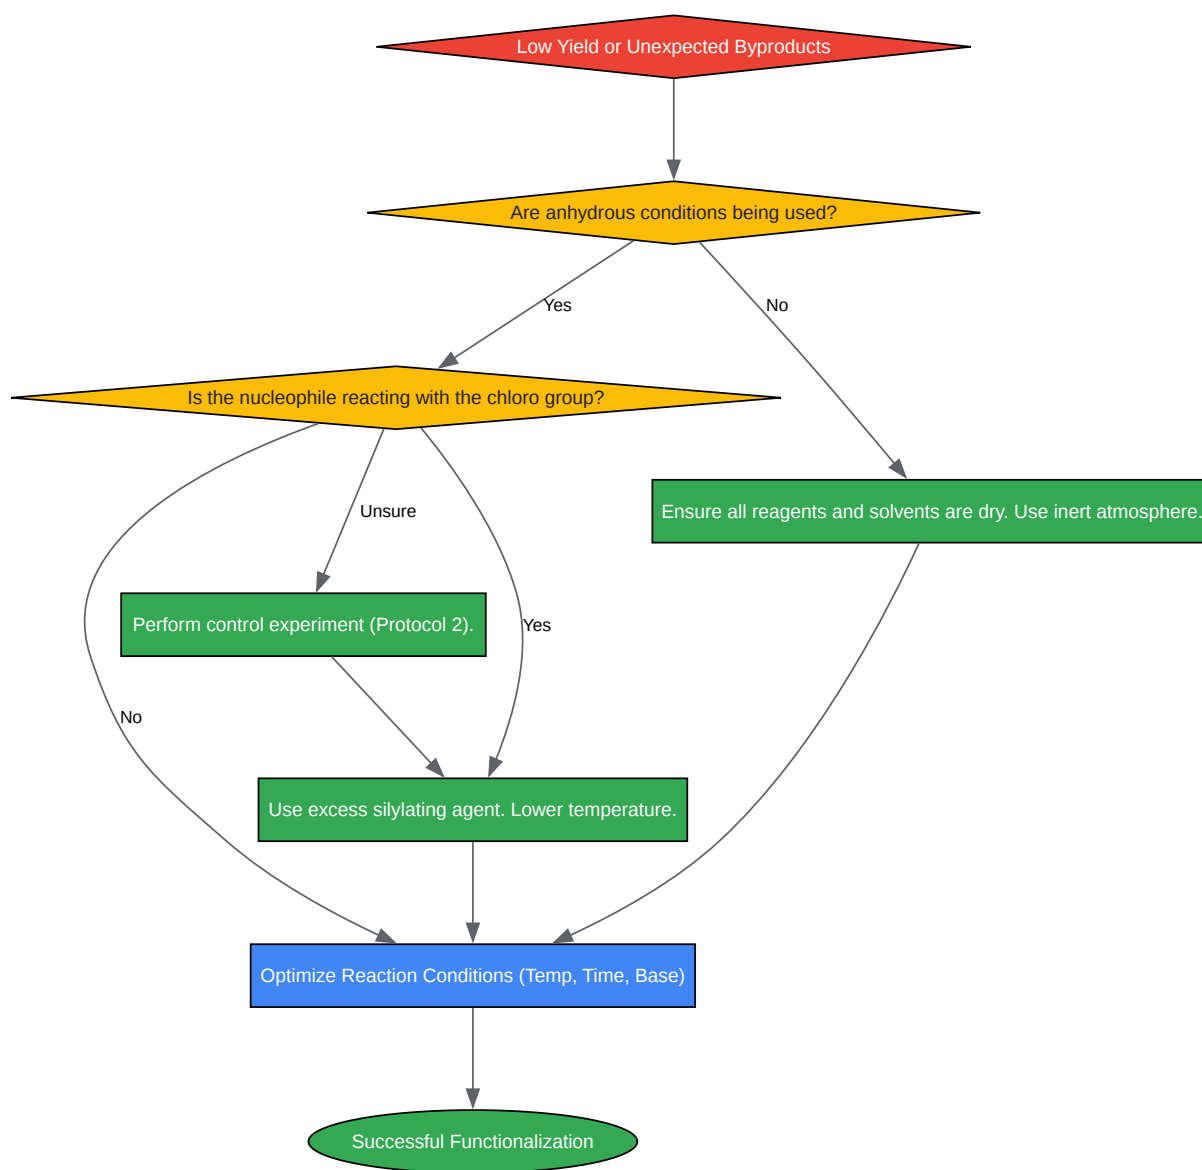 Low Yield or Unexpected Byproducts
Are anhydrous conditions being used?
Yes
No
Is the nucleophile reacting with the chloro group?
Unsure
Ensure all reagents and solvents are dry. Use inert atmosphere.
Perform control experiment (Protocol 2).
Yes
No
Use excess silylating agent. Lower temperature.
Optimize Reaction Conditions (Temp, Time, Base)
Successful Functionalization